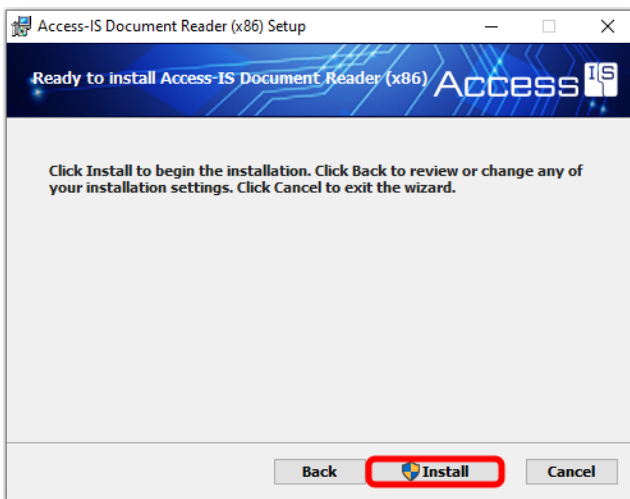 Access-IS Document Reader (x86) Setup
Ready to install Access-IS Document Reader (x86)
Access IS
Click Install to begin the installation. Click Back to review or change any of
your installation settings. Click Cancel to exit the wizard.
Back Install Cancel